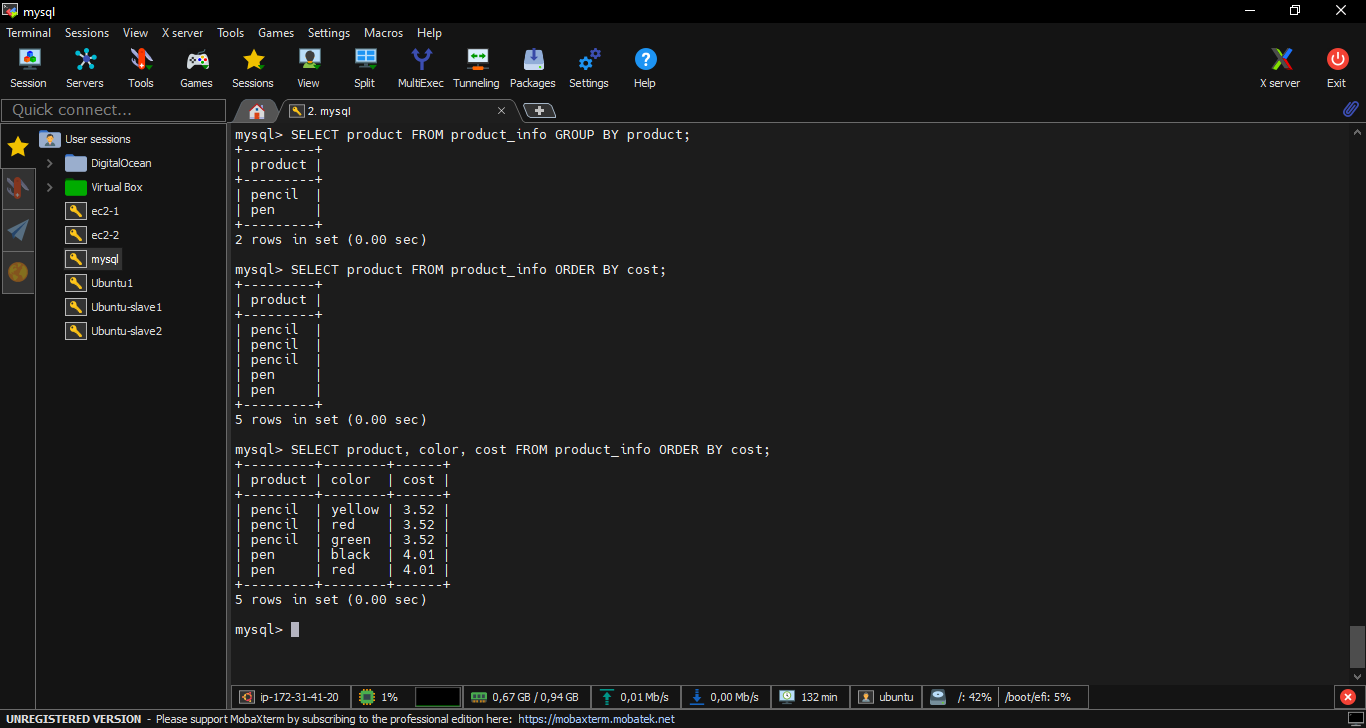 mysql
Terminal Sessions View X server Tools Games Settings Macros Help
Session Servers Tools Games Sessions View Split MultiExec Tunneling Packages Settings Help X server Exit
Quick connect...
2. mysql
User sessions
DigitalOcean
Virtual Box
ec2-1
ec2-2
mysql
Ubuntu1
Ubuntu-slave1
Ubuntu-slave2
mysql> SELECT product FROM product_info GROUP BY product;
+---------+
| product |
+---------+
| pencil  |
| pen     |
+---------+
2 rows in set (0.00 sec)
mysql> SELECT product FROM product_info ORDER BY cost;
+---------+
| product |
+---------+
| pencil  |
| pencil  |
| pencil  |
| pen     |
| pen     |
+---------+
5 rows in set (0.00 sec)
mysql> SELECT product, color, cost FROM product_info ORDER BY cost;
+---------+--------+------+
| product | color  | cost |
+---------+--------+------+
| pencil  | yellow | 3.52 |
| pencil  | red    | 3.52 |
| pencil  | green  | 3.52 |
| pen     | black  | 4.01 |
| pen     | red    | 4.01 |
+---------+--------+------+
5 rows in set (0.00 sec)
mysql>
ip-172-31-41-20 1% 0,67 GB / 0,94 GB 0,01 Mb/s 0,00 Mb/s 132 min ubuntu /: 42% /boot/efi: 5%
UNREGISTERED VERSION - Please support MobaXterm by subscribing to the professional edition here: https://mobaxterm.mobatek.net